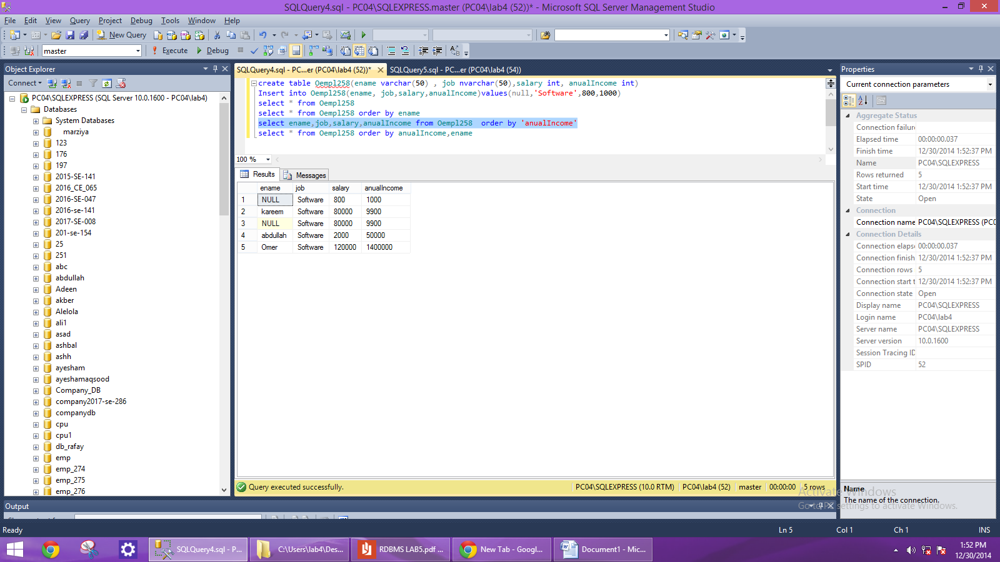 SQLQuery4.sql - PC04\SQLEXPRESS.master (PC04\lab4 (52))* - Microsoft SQL Server Management Studio
File Edit View Query Project Debug Tools Window Help
New Query
master Execute Debug
Object Explorer
Connect
PC04\SQLEXPRESS (SQL Server 10.0.1600 - PC04\lab4)
Databases
System Databases
marziya
123
176
197
2015-SE-141
2016_CE_065
2016-SE-047
2016-se-141
2017-SE-008
201-se-154
25
251
abc
abdullah
Adeen
akber
Alelola
ali1
asad
ashbal
ashh
ayesham
ayeshamaqsood
Company_DB
company2017-se-286
companydb
cpu
cpu1
db_rafay
emp
emp_274
emp_275
emp_276
SQLQuery4.sql - PC...er (PC04\lab4 (52))* SQLQuery5.sql - PC...er (PC04\lab4 (54))
create table Oempl258(ename varchar(50) , job nvarchar(50),salary int, anualIncome int)
Insert into Oempl258(ename, job,salary,anualIncome)values(null,'Software',800,1000)
select * from Oempl258
select * from Oempl258 order by ename
select ename,job,salary,anualIncome from Oempl258  order by 'anualIncome'
select * from Oempl258 order by anualIncome,ename
100 %
Results Messages
ename job salary anualIncome
1 NULL Software 800 1000
2 kareem Software 80000 9900
3 NULL Software 80000 9900
4 abdullah Software 2000 50000
5 Omer Software 120000 1400000
Query executed successfully. PC04\SQLEXPRESS (10.0 RTM) PC04\lab4 (52) master 00:00:00 5 rows
Properties
Current connection parameters
Aggregate Status
Connection failure
Elapsed time 00:00:00.037
Finish time 12/30/2014 1:52:37 PM
Name PC04\SQLEXPRESS
Rows returned 5
Start time 12/30/2014 1:52:37 PM
State Open
Connection
Connection name PC04\SQLEXPRESS (PC0
Connection Details
Connection elaps 00:00:00.037
Connection finish 12/30/2014 1:52:37 PM
Connection rows 5
Connection start t 12/30/2014 1:52:37 PM
Connection state Open
Display name PC04\SQLEXPRESS
Login name PC04\lab4
Server name PC04\SQLEXPRESS
Server version 10.0.1600
Session Tracing ID
SPID 52
Name
The name of the connection.
Activate Windows
Go to PC settings to activate Windows.
Output
Ready Ln 5 Col 1 Ch 1 INS
SQLQuery4.sql - P... C:\Users\lab4\Des... RDBMS LAB5.pdf ... New Tab - Googl... Document1 - Mic...
1:52 PM
12/30/2014